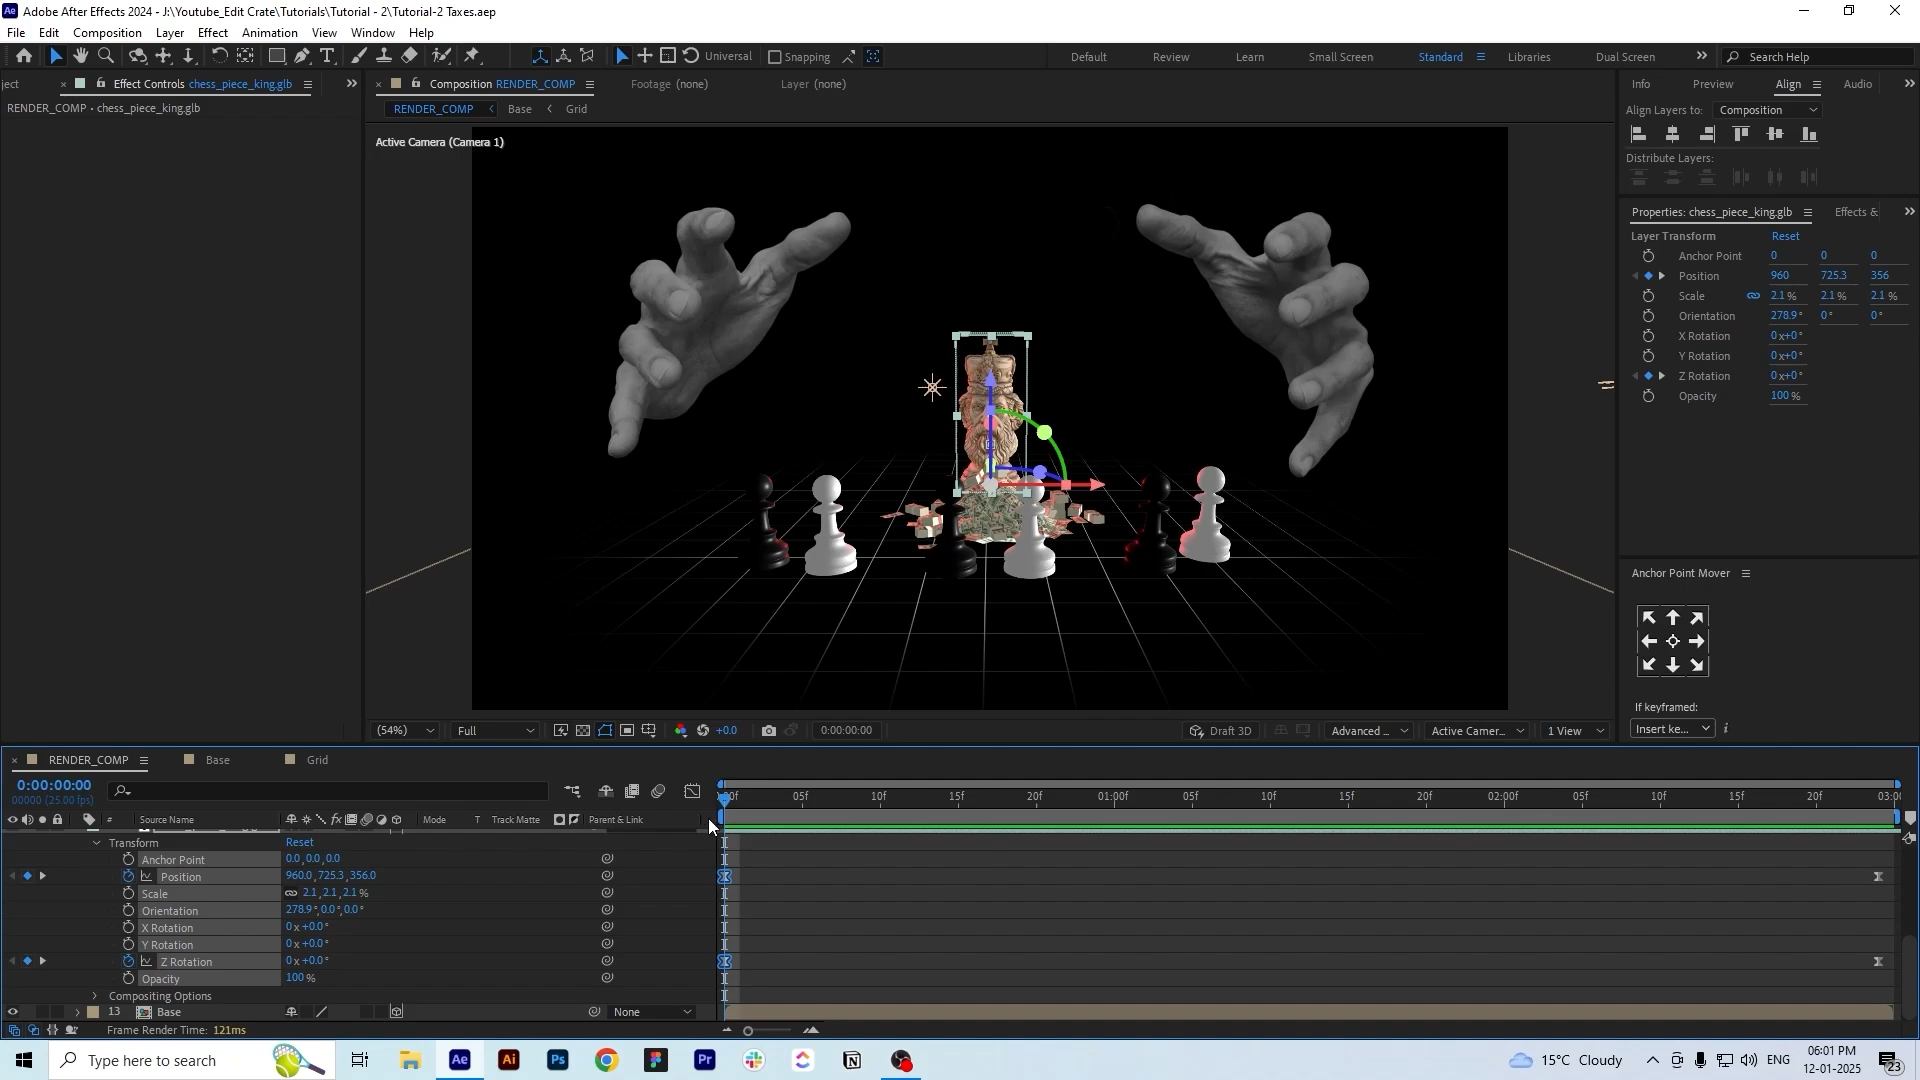 Adobe After Effects 2024 - J:\Youtube_Edit Crate\Tutorials\Tutorial - 2\Tutorial-2 Taxes.aep
File Edit Composition Layer Effect Animation View Window Help
Universal Snapping Default Review Learn Small Screen Standard Libraries Dual Screen Search Help
ject Effect Controls chess_piece_king.glb Composition RENDER_COMP Footage (none) Layer (none) Info Preview Align Audio
RENDER_COMP • chess_piece_king.glb RENDER_COMP Base Grid
Align Layers to: Composition
Active Camera (Camera 1)
Distribute Layers:
Properties: chess_piece_king.glb Effects &
Layer Transform Reset
Anchor Point 0 0 0
Position 960 725.3 356
Scale 2.1 % 2.1 % 2.1 %
Orientation 278.9 ° 0 ° 0 °
X Rotation 0x+0 °
Y Rotation 0x+0 °
Z Rotation 0x+0 °
Opacity 100 %
Anchor Point Mover
If keyframed:
Insert ke...
(54%) Full +0.0 0:00:00:00 Draft 3D Advanced ... Active Camer... 1 View
RENDER_COMP Base Grid
0:00:00:00
00000 (25.00 fps)
05f 10f 15f 20f 01:00f 05f 10f 15f 20f 02:00f 05f 10f 15f 20f 03:00
# Source Name Mode T Track Matte Parent & Link
Transform Reset
Anchor Point 0.0,0.0,0.0
Position 960.0,725.3,356.0
Scale 2.1,2.1,2.1 %
Orientation 278.9°,0.0°,0.0°
X Rotation 0x+0.0°
Y Rotation 0x+0.0°
Z Rotation 0x+0.0°
Opacity 100 %
Compositing Options
13 Base None
Frame Render Time: 121ms
Type here to search 15°C Cloudy ENG 06:01 PM
12-01-2025
23